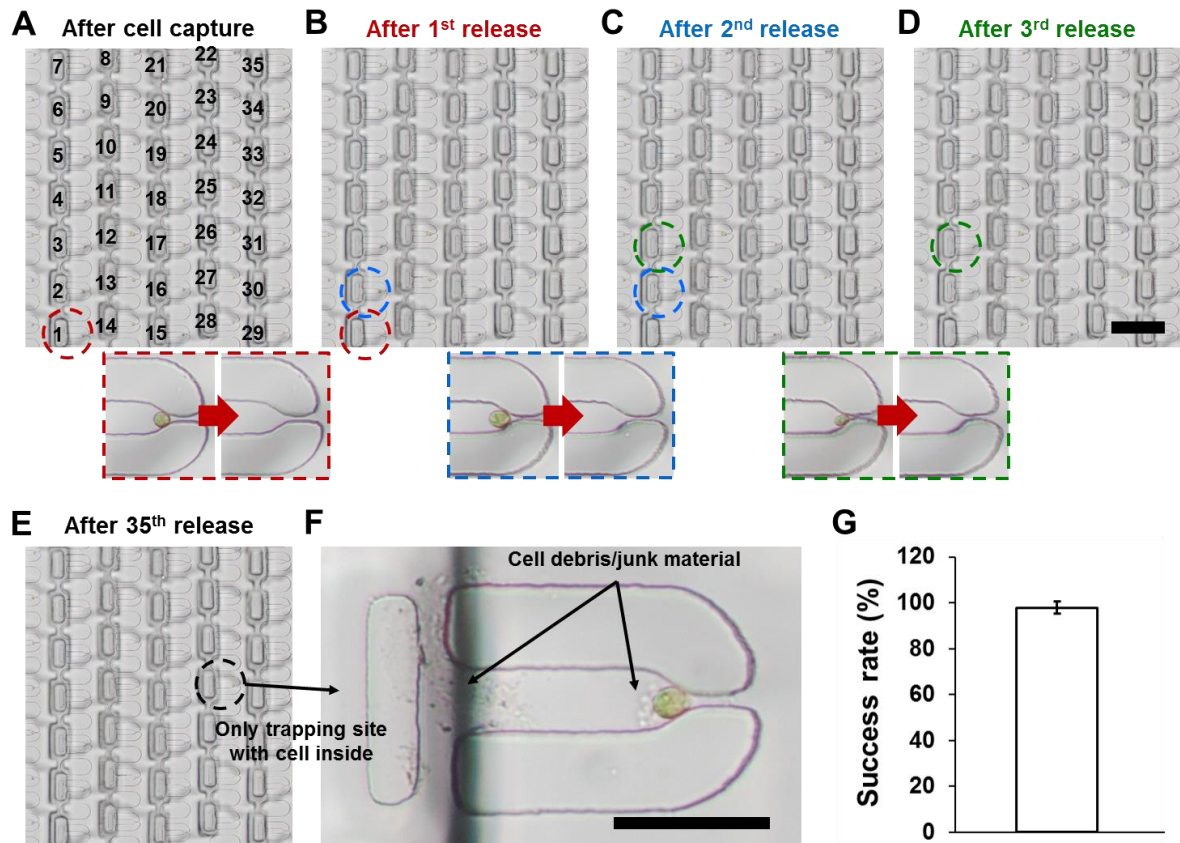 A After cell capture
B After 1st release
C After 2nd release
D After 3rd release
7 8 21 22 35
6 9 20 23 34
5 10 19 24 33
4 11 18 25 32
3 12 17 26 31
2 13 16 27 30
1 14 15 28 29
E After 35th release
F
Cell debris/junk material
Only trapping site
with cell inside
G
Success rate (%)
120
100
80
60
40
20
0